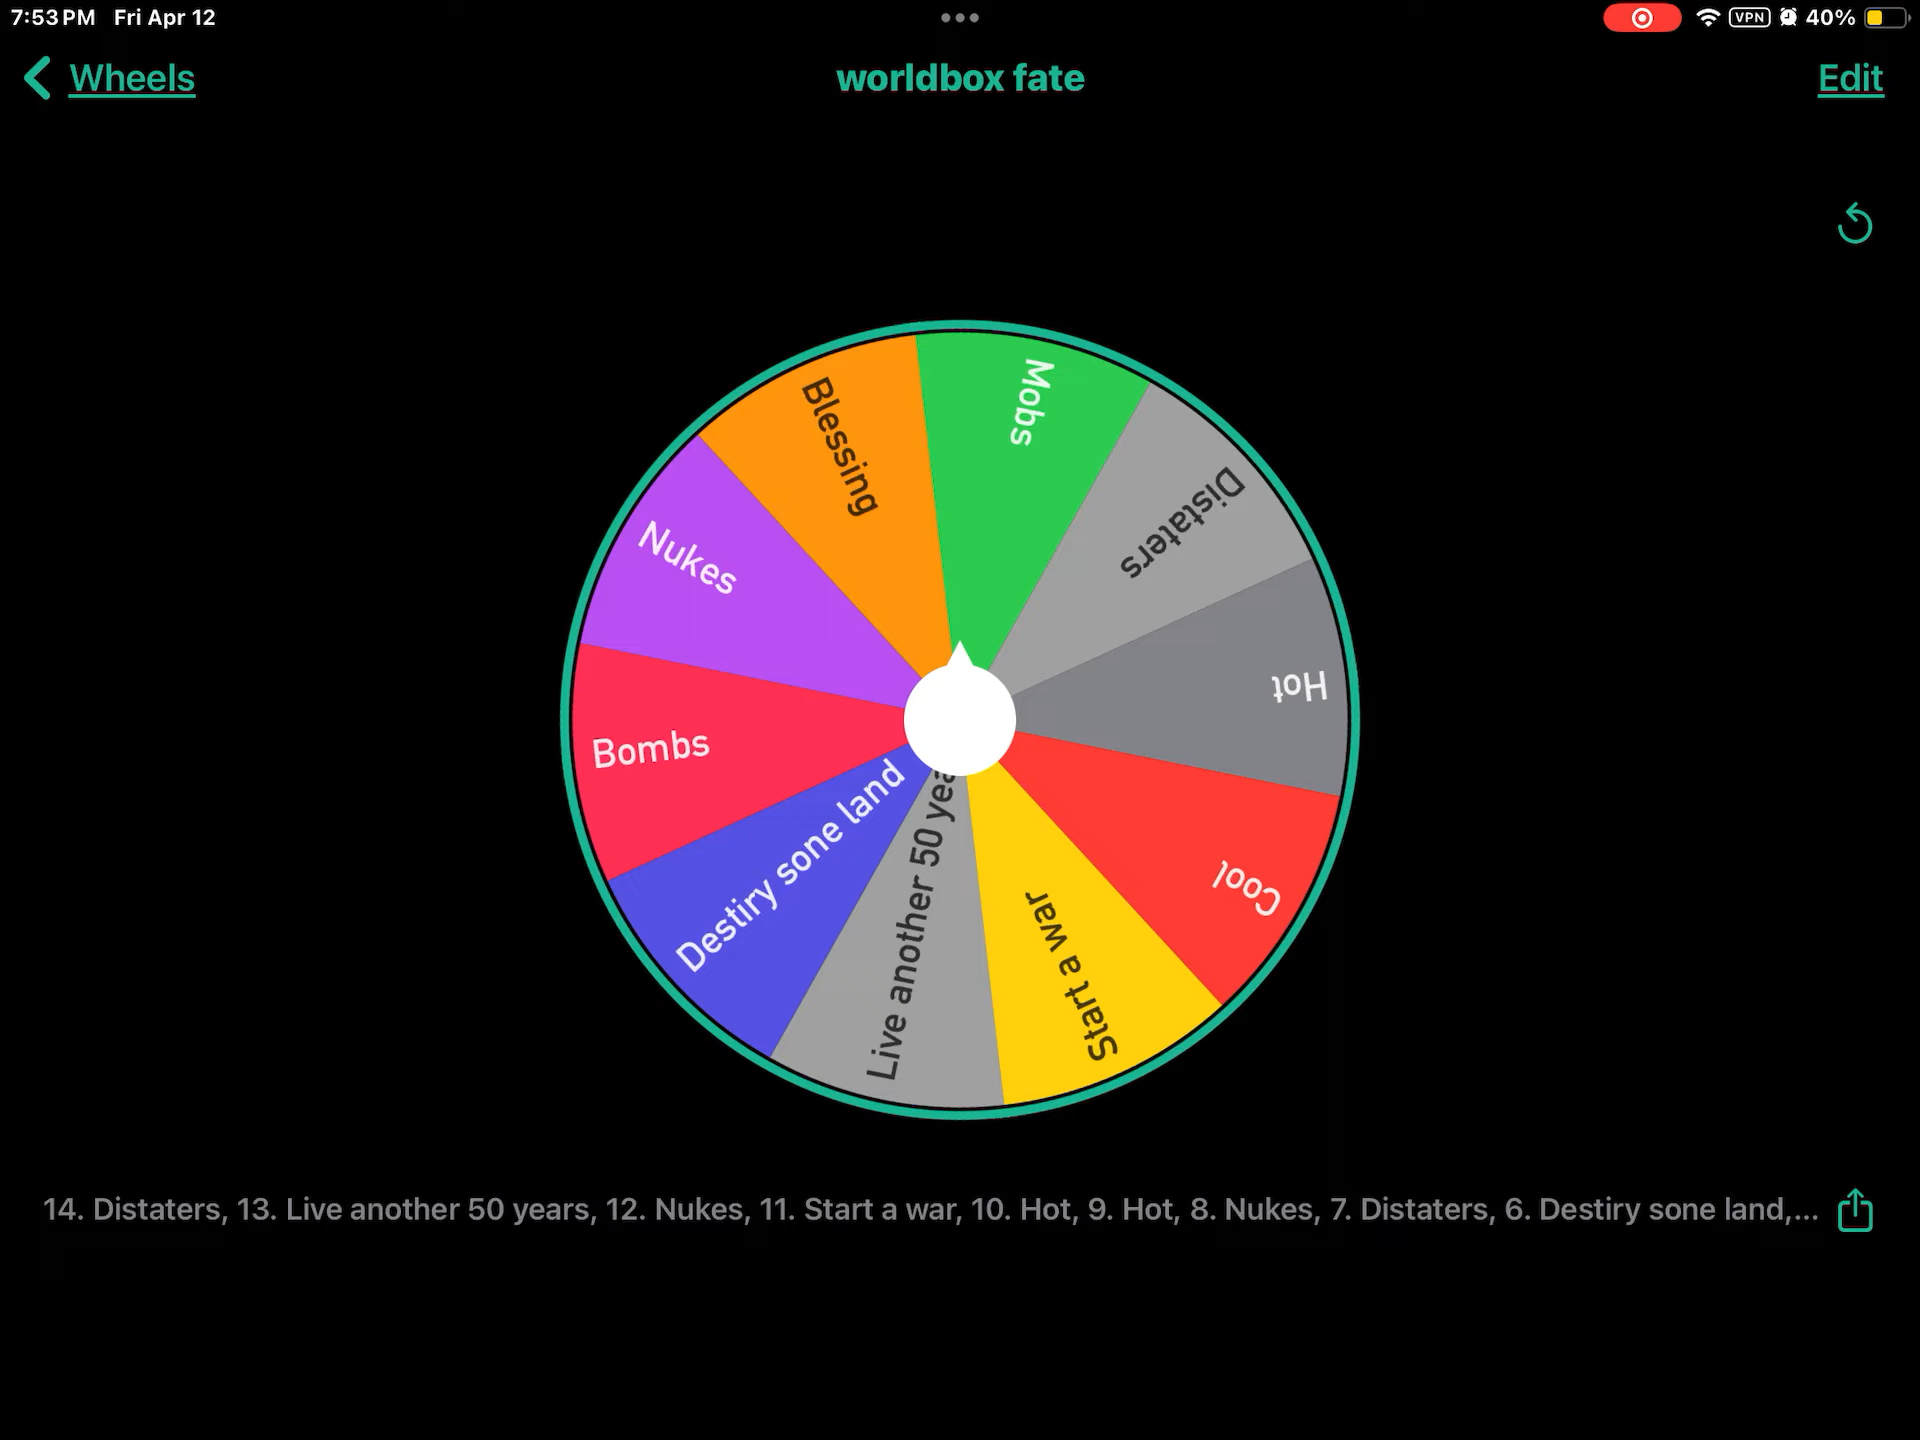 7:53 PM Fri Apr 12
VPN 40%
Wheels
worldbox fate
Edit
Mobs
Distaters
Hot
Cool
Start a war
Live another 50 yea
Destiry sone land
Bombs
Nukes
Blessing
14. Distaters, 13. Live another 50 years, 12. Nukes, 11. Start a war, 10. Hot, 9. Hot, 8. Nukes, 7. Distaters, 6. Destiry sone land,...